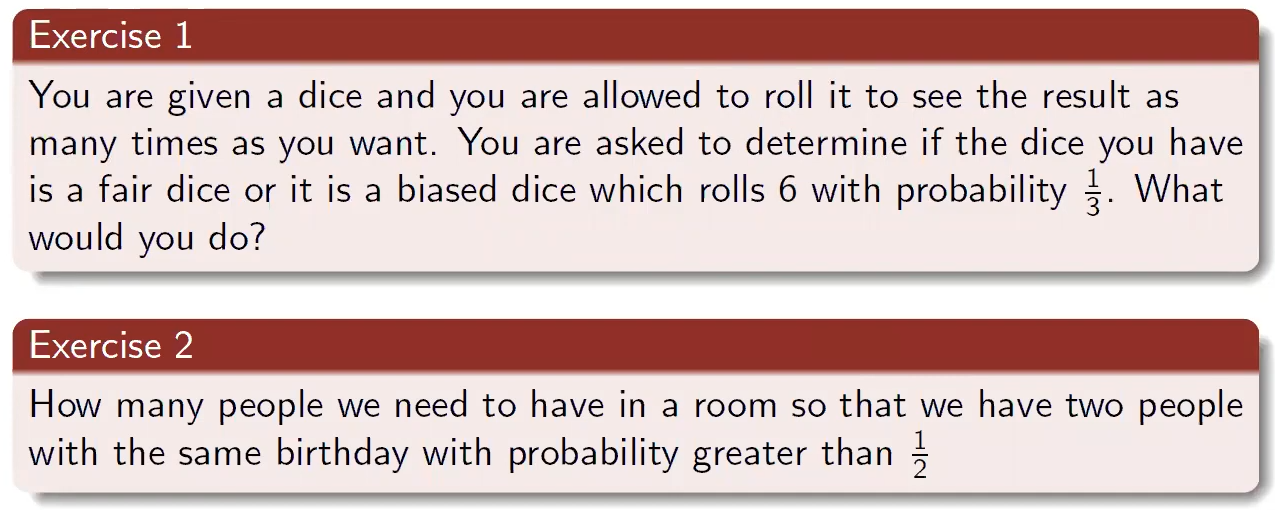 Exercise 1
You are given a dice and you are allowed to roll it to see the result as
many times as you want. You are asked to determine if the dice you have
is a fair dice or it is a biased dice which rolls 6 with probability 1/3. What
would you do?
Exercise 2
How many people we need to have in a room so that we have two people
with the same birthday with probability greater than 1/2